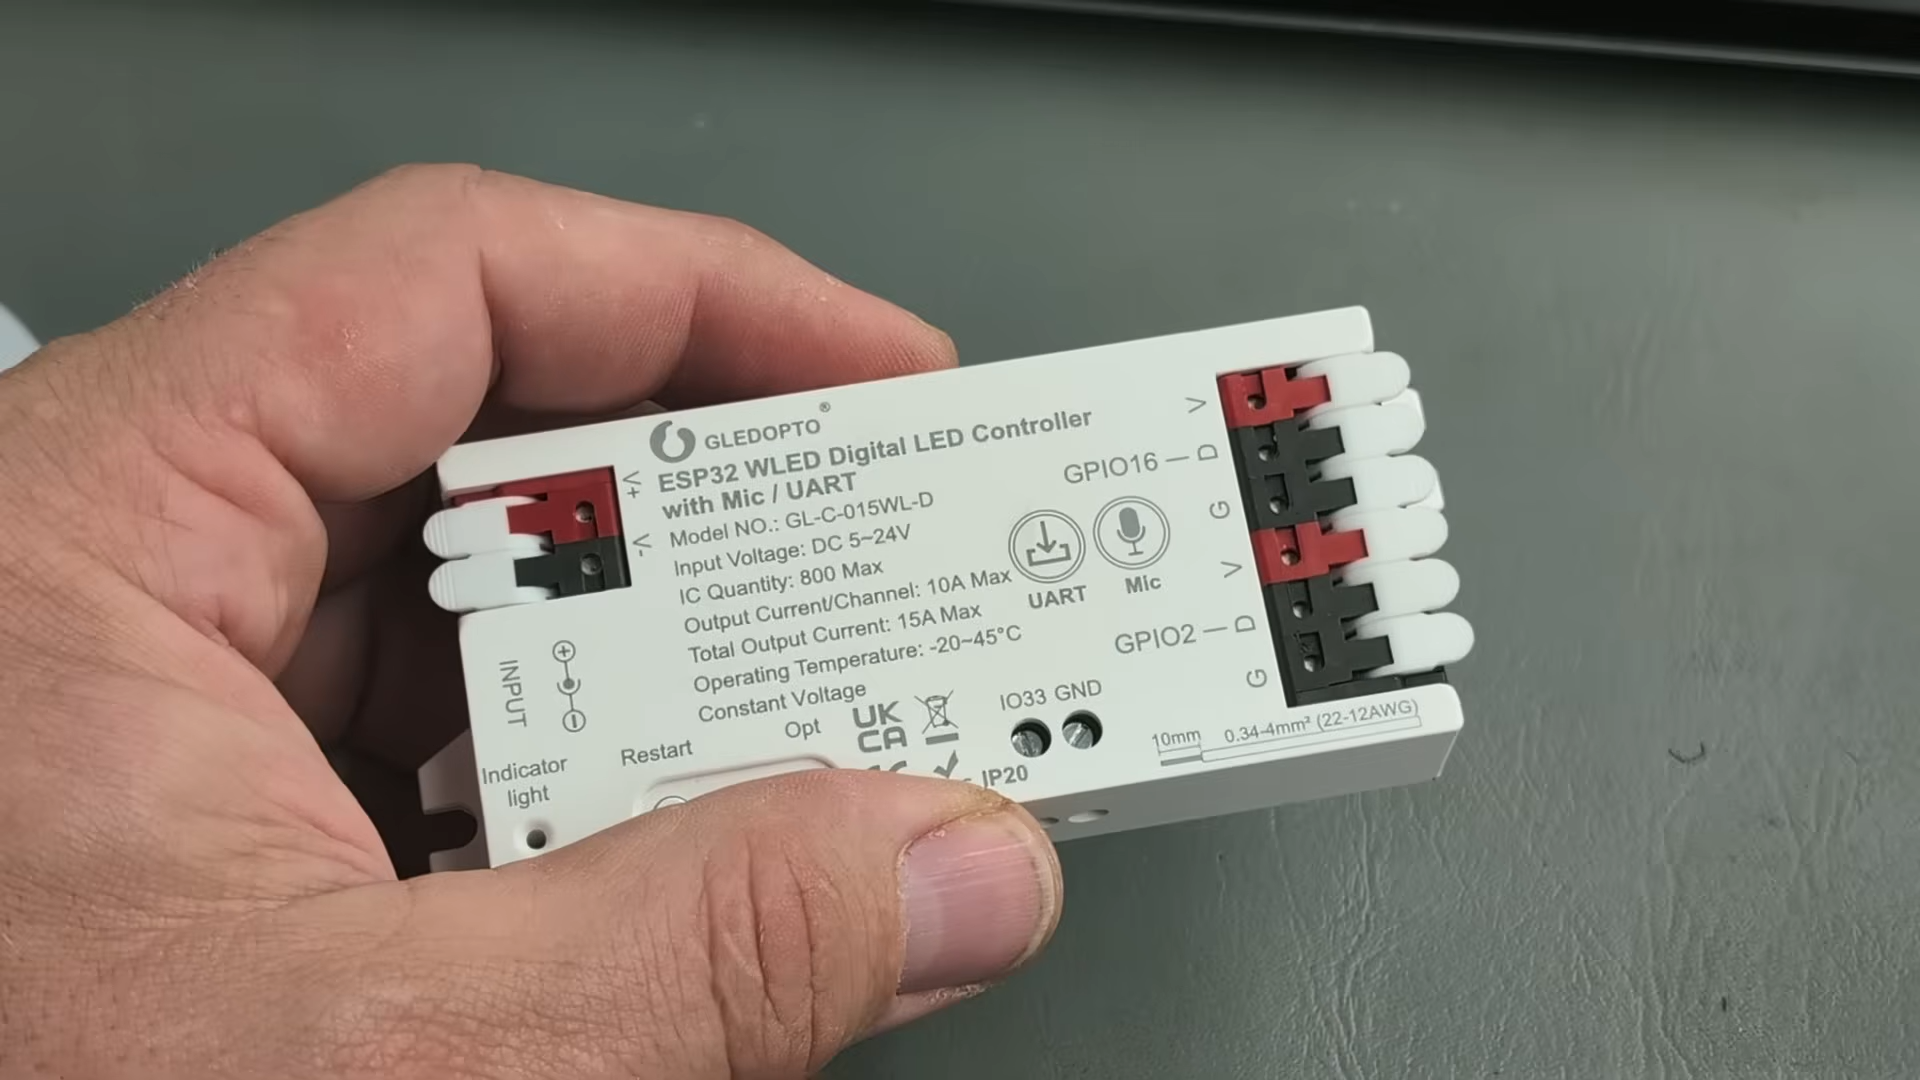 GLEDOPTO®
ESP32 WLED Digital LED Controller
with Mic / UART
Model NO.: GL-C-015WL-D
Input Voltage: DC 5~24V
IC Quantity: 800 Max
Output Current/Channel: 10A Max
Total Output Current: 15A Max
Operating Temperature: -20~45°C
Constant Voltage
V+
V-
INPUT
Indicator
light
Restart
Opt
UK
CA
IP20
UART
Mic
IO33 GND
V
GPIO16 — D
G
V
GPIO2 — D
G
10mm
0.34-4mm² (22-12AWG)